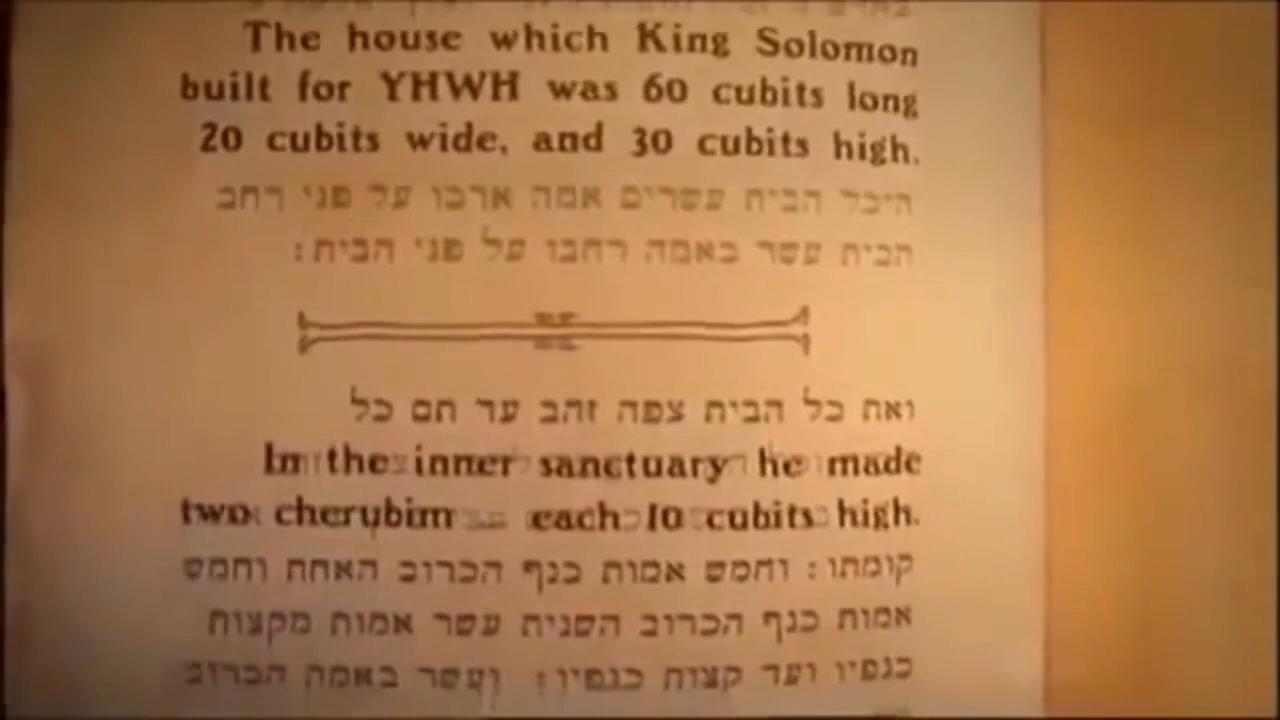 The house which King Solomon
built for YHWH was 60 cubits long
20 cubits wide, and 30 cubits high.
היכל הבית עשרים אמה ארכו על פני רחב
הבית עשר באמה רחבו על פני הבית:
ואת כל הבית צפה זהב עד תם כל
In the inner sanctuary he made
two cherubim each 10 cubits high.
קומתו: וחמש אמות כנף הכרוב האחת וחמש
אמות כנף הכרוב השנית עשר אמות מקצות
כנפיו ועד קצות כנפיו: ועשר באמה הכרוב